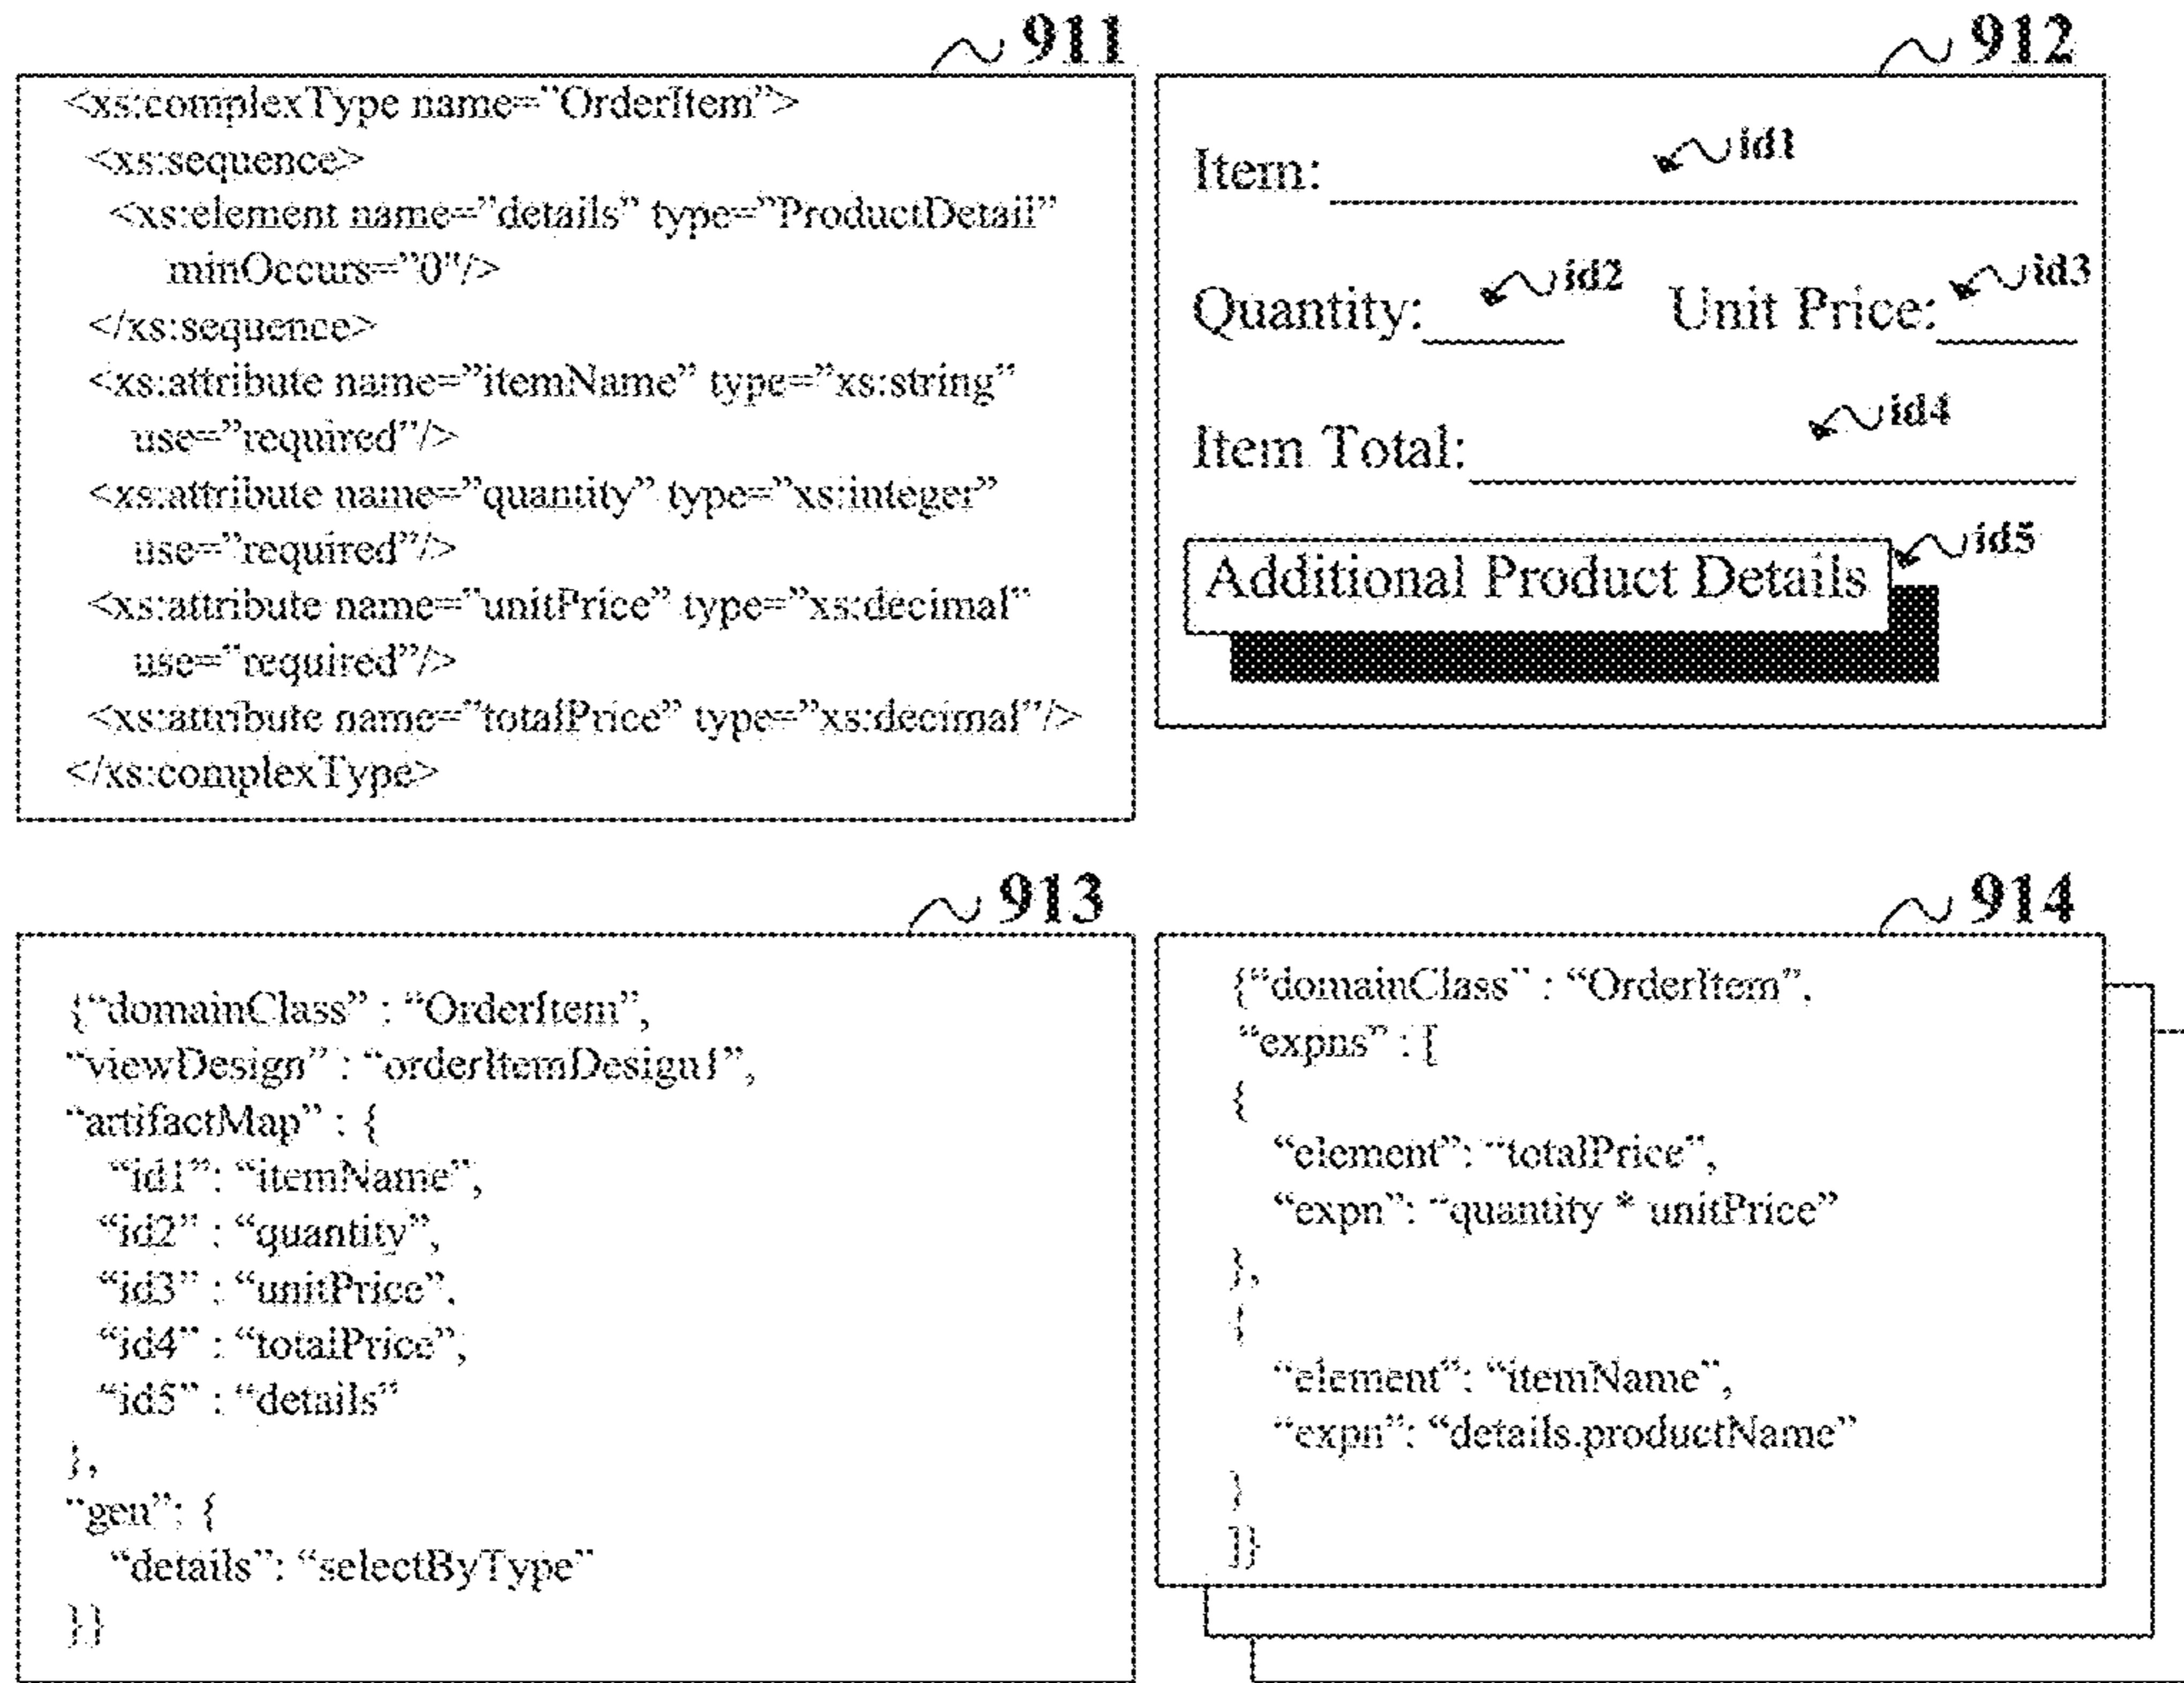 911
<xs:complexType name=”OrderItem”>
<xs:sequence>
<xs:element name=”details” type=”ProductDetail”
minOccurs=”0"/>
</xs:sequence>
<xs:attribute name=”itemName” type=”xs:string”
use=”required”/>
<xs:attribute name=”quantity” type=”xs:integer”
use=”required”/>
<xs:attribute name=”unitPrice” type=”xs:decimal”
use=”required”/>
<xs:attribute name=”totalPrice” type=”xs:decimal”/>
</xs:complexType>
912
id1
Item:
id2 id3
Quantity: Unit Price:
id4
Item Total:
id5
Additional Product Details
913
{“domainClass” : “OrderItem”,
“viewDesign” : “orderItemDesign1”,
“artifactMap” : {
“id1”: “itemName”,
“id2” : “quantity”,
“id3” : “unitPrice”,
“id4” : “totalPrice”,
“id5” : “details”
},
“gen”: {
“details”: “selectByType”
}}
914
{“domainClass” : “OrderItem”,
“expns” : [
{
“element”: “totalPrice”,
“expn”: “quantity * unitPrice”
},
{
“element”: “itemName”,
“expn”: “details.productName”
}
]}